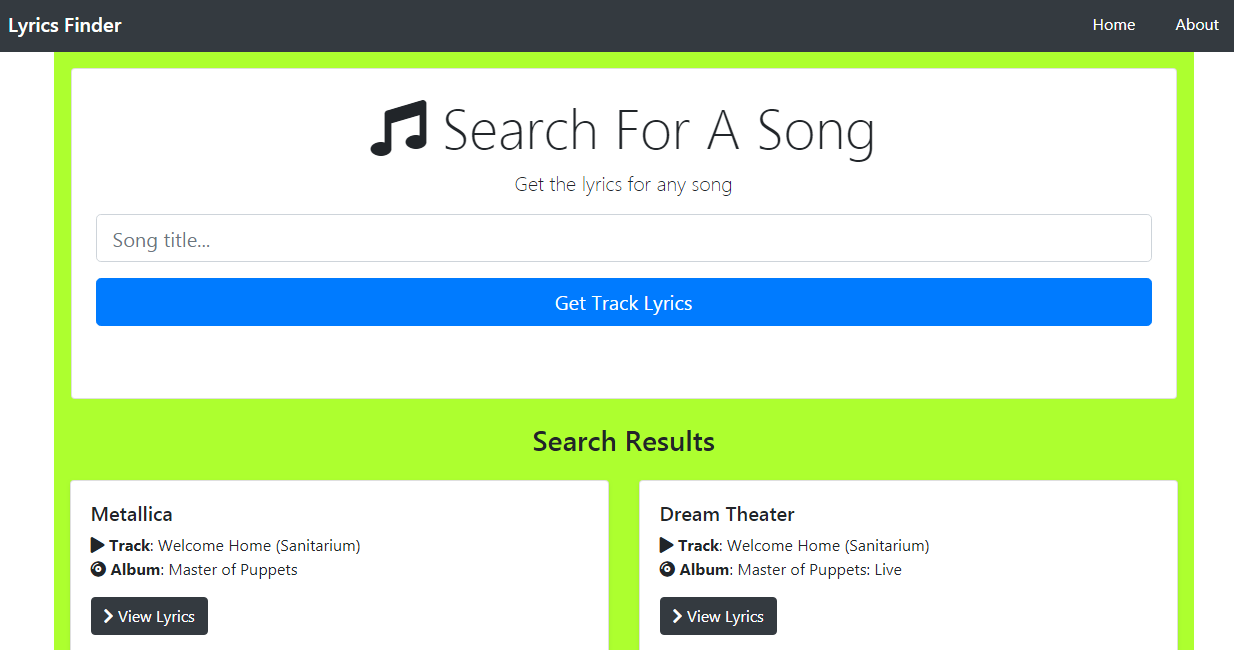 Lyrics Finder
Home
About
Search For A Song
Get the lyrics for any song
Song title...
Get Track Lyrics
Search Results
Metallica
Track: Welcome Home (Sanitarium)
Album: Master of Puppets
View Lyrics
Dream Theater
Track: Welcome Home (Sanitarium)
Album: Master of Puppets: Live
View Lyrics